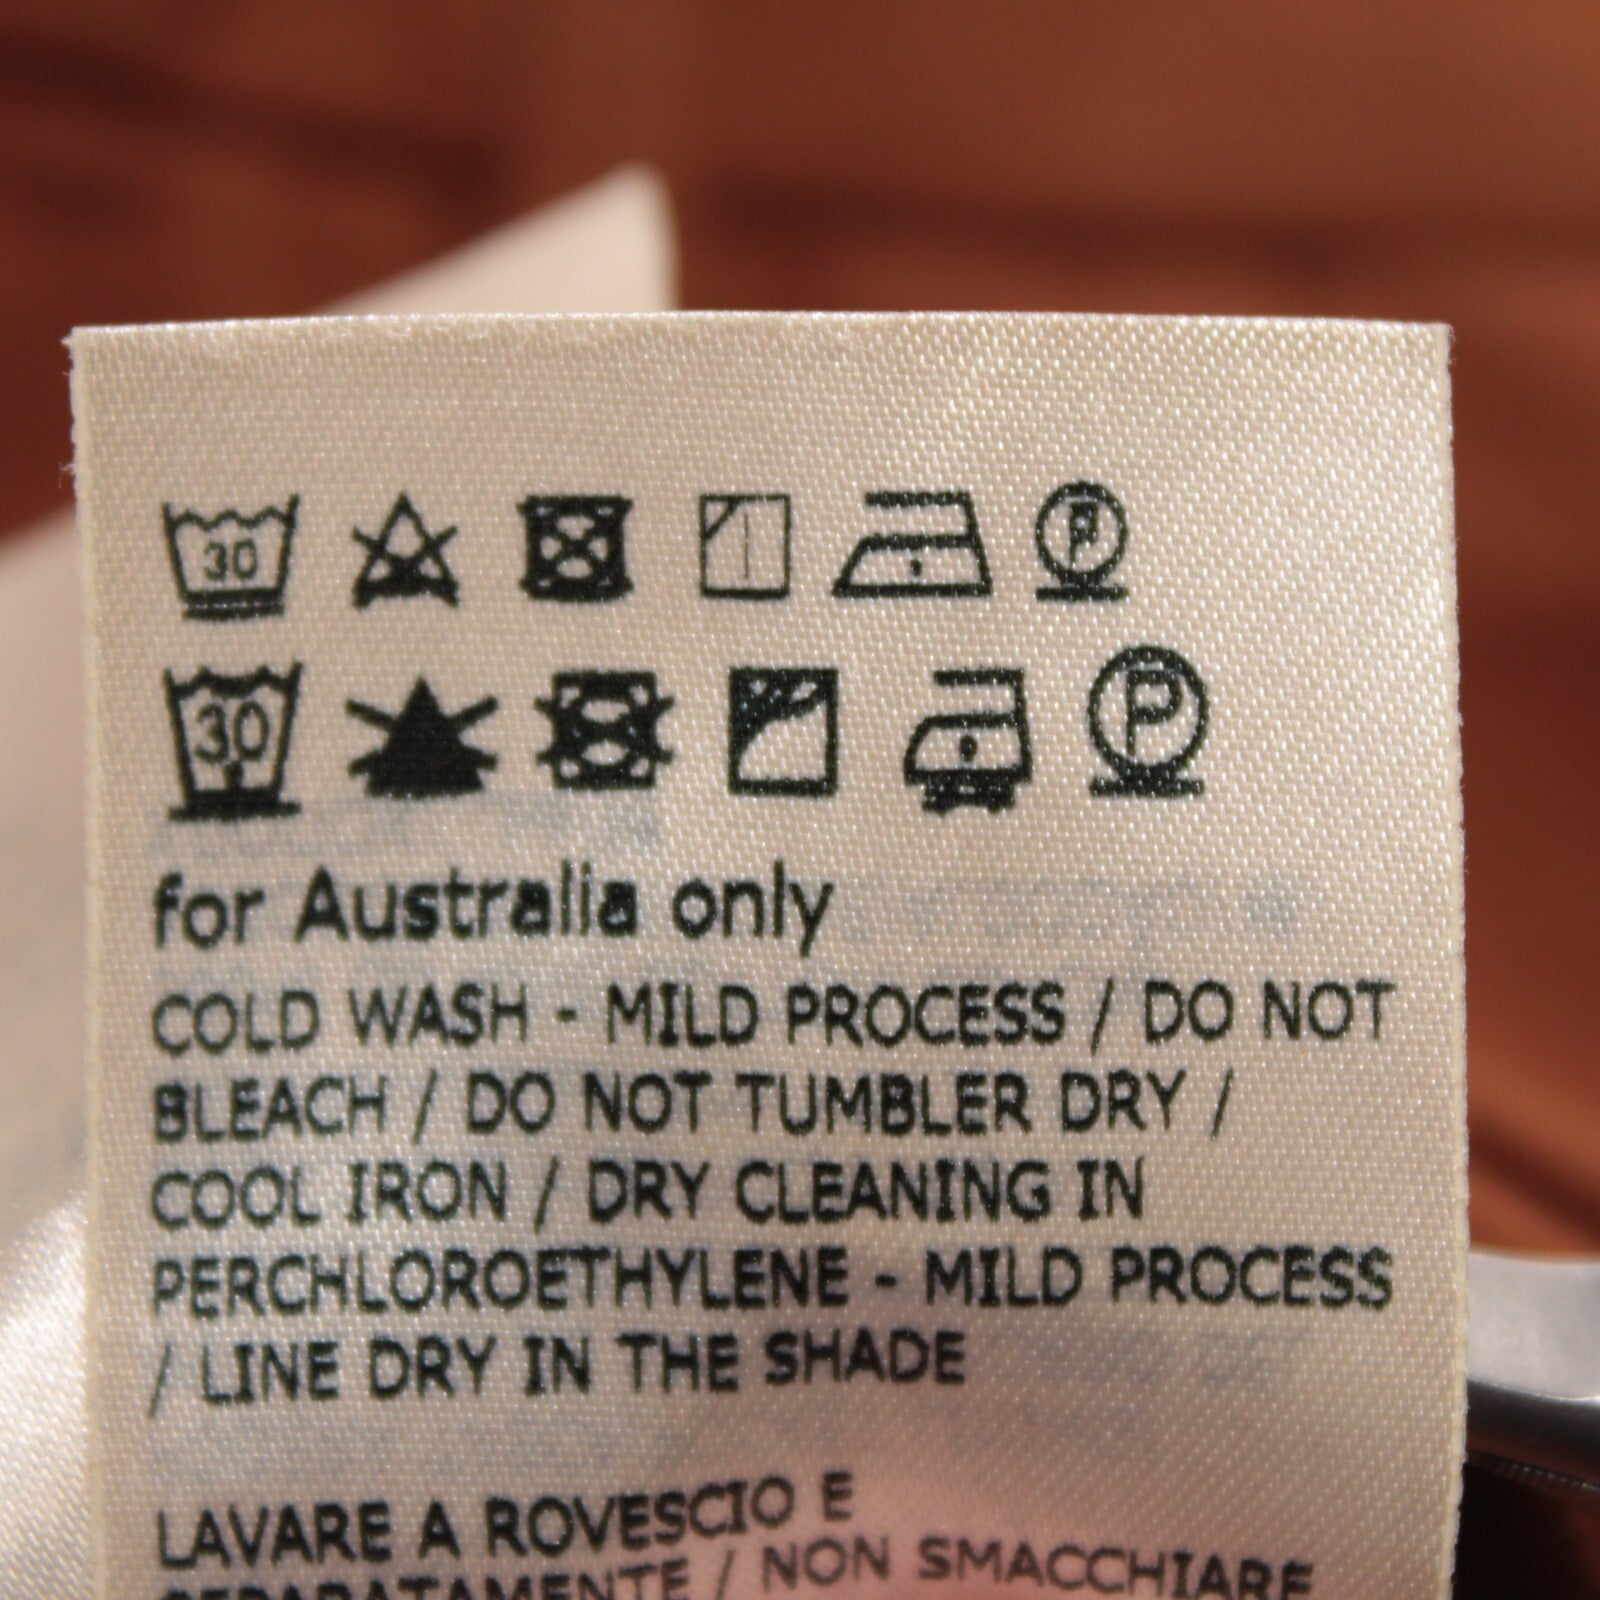 30 P
30 P
for Australia only
COLD WASH - MILD PROCESS / DO NOT
BLEACH / DO NOT TUMBLER DRY /
COOL IRON / DRY CLEANING IN
PERCHLOROETHYLENE - MILD PROCESS
/ LINE DRY IN THE SHADE
LAVARE A ROVESCIO E
SEPARATAMENTE / NON SMACCHIARE